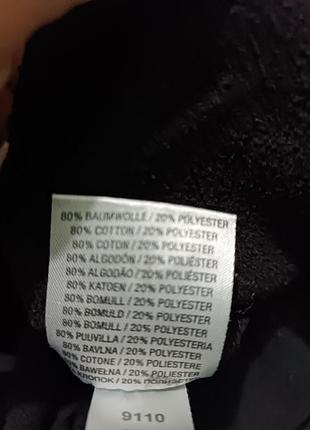 80% BAUMWOLLE / 20% POLYESTER
80% COTTON / 20% POLYESTER
80% COTON / 20% POLYESTER
80% ALGODÓN / 20% POLIÉSTER
80% ALGODÃO / 20% POLIÉSTER
80% KATOEN / 20% POLYESTER
80% BOMULL / 20% POLYESTER
80% BOMULD / 20% POLYESTER
80% BOMULL / 20% POLYESTER
80% PUUVILLA / 20% POLYESTERIA
80% BAVLNA / 20% POLYESTER
80% COTONE / 20% POLIESTERE
80% BAWEŁNA / 20% POLIESTER
ХЛОПОК / 20%
9110